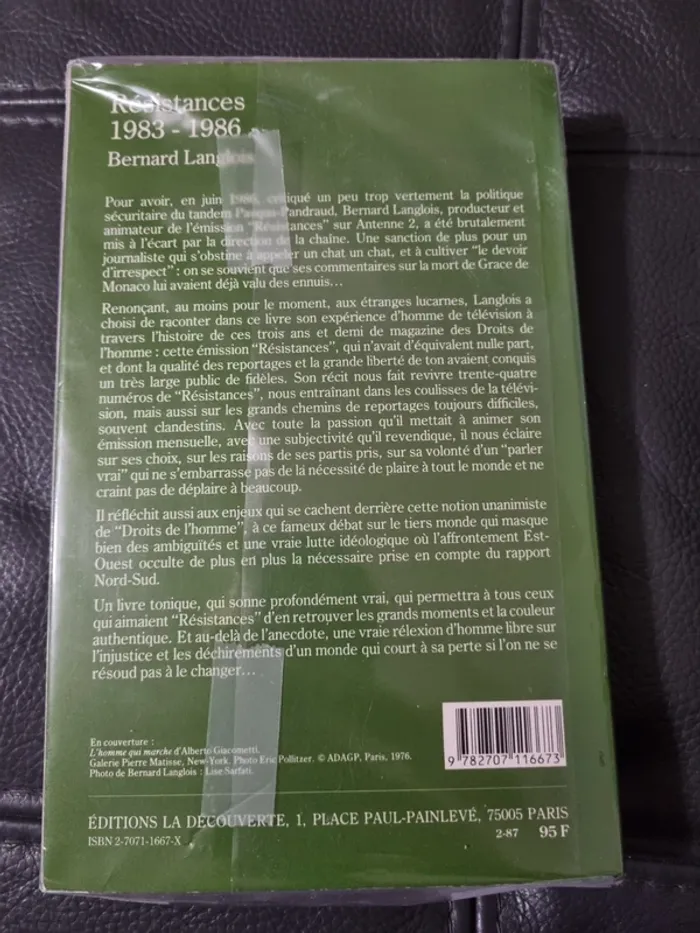 Résistances
1983 - 1986
Bernard Langlois
Pour avoir, en juin 1986, critiqué un peu trop vertement la politique
sécuritaire du tandem Pasqua-Pandraud, Bernard Langlois, producteur et
animateur de l'émission "Résistances" sur Antenne 2, a été brutalement
mis à l'écart par la direction de la chaîne. Une sanction de plus pour un
journaliste qui s'obstine à appeler un chat un chat, et à cultiver "le devoir
d'irrespect" : on se souvient que ses commentaires sur la mort de Grace de
Monaco lui avaient déjà valu des ennuis...
Renonçant, au moins pour le moment, aux étranges lucarnes, Langlois a
choisi de raconter dans ce livre son expérience d'homme de télévision à
travers l'histoire de ces trois ans et demi de magazine des Droits de
l'homme : cette émission "Résistances", qui n'avait d'équivalent nulle part,
et dont la qualité des reportages et la grande liberté de ton avaient conquis
un très large public de fidèles. Son récit nous fait revivre trente-quatre
numéros de "Résistances", nous entraînant dans les coulisses de la télévi-
sion, mais aussi sur les grands chemins de reportages toujours difficiles,
souvent clandestins. Avec toute la passion qu'il mettait à animer son
émission mensuelle, avec une subjectivité qu'il revendique, il nous éclaire
sur ses choix, sur les raisons de ses partis pris, sur sa volonté d'un "parler
vrai" qui ne s'embarrasse pas de la nécessité de plaire à tout le monde et ne
craint pas de déplaire à beaucoup.
Il réfléchit aussi aux enjeux qui se cachent derrière cette notion unanimiste
de "Droits de l'homme", à ce fameux débat sur le tiers monde qui masque
bien des ambiguïtés et une vraie lutte idéologique où l'affrontement Est-
Ouest occulte de plus en plus la nécessaire prise en compte du rapport
Nord-Sud.
Un livre tonique, qui sonne profondément vrai, qui permettra à tous ceux
qui aimaient "Résistances" d'en retrouver les grands moments et la couleur
authentique. Et au-delà de l'anecdote, une vraie rélexion d'homme libre sur
l'injustice et les déchirements d'un monde qui court à sa perte si l'on ne se
résoud pas à le changer...
En couverture :
L'homme qui marche d'Alberto Giacometti.
Galerie Pierre Matisse, New-York. Photo Eric Pollitzer. © ADAGP, Paris, 1976.
Photo de Bernard Langlois : Lise Sarfati.
9 782707 116673
ÉDITIONS LA DÉCOUVERTE, 1, PLACE PAUL-PAINLEVÉ, 75005 PARIS
ISBN 2-7071-1667-X
2-87 95 F